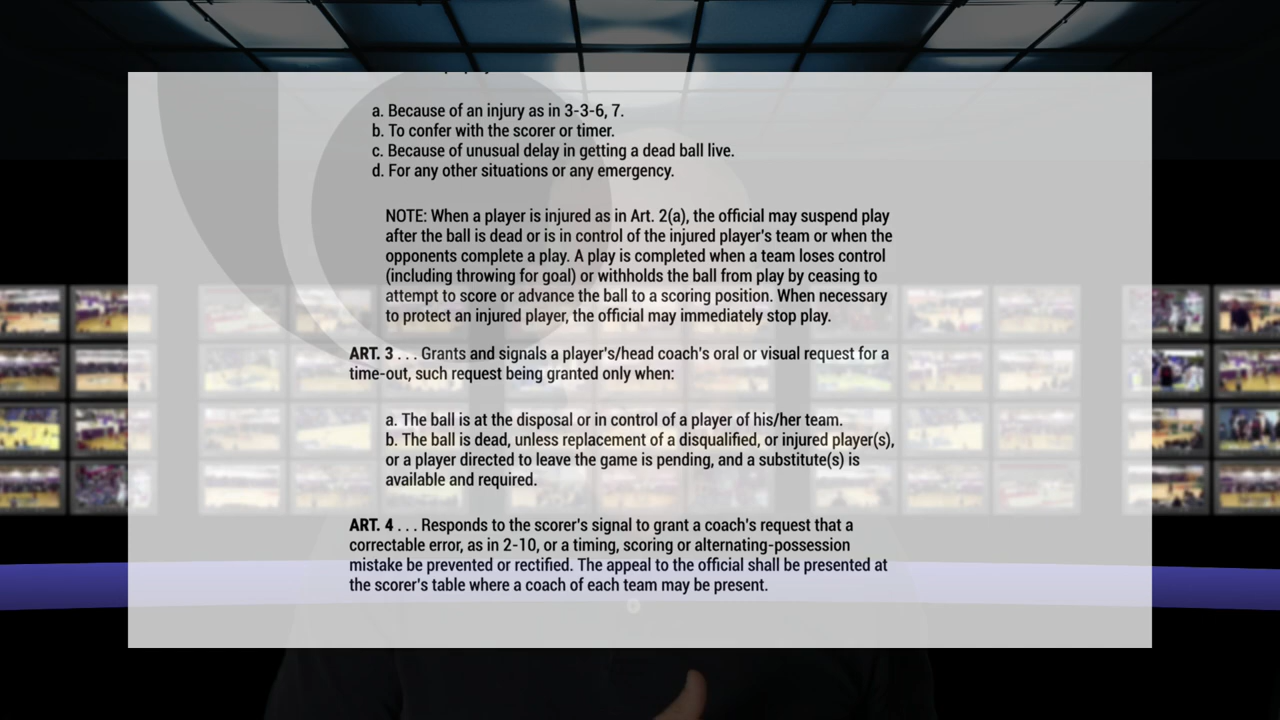 a. Because of an injury as in 3-3-6, 7.
b. To confer with the scorer or timer.
c. Because of unusual delay in getting a dead ball live.
d. For any other situations or any emergency.
NOTE: When a player is injured as in Art. 2(a), the official may suspend play
after the ball is dead or is in control of the injured player's team or when the
opponents complete a play. A play is completed when a team loses control
(including throwing for goal) or withholds the ball from play by ceasing to
attempt to score or advance the ball to a scoring position. When necessary
to protect an injured player, the official may immediately stop play.
ART. 3 . . . Grants and signals a player's/head coach's oral or visual request for a
time-out, such request being granted only when:
a. The ball is at the disposal or in control of a player of his/her team.
b. The ball is dead, unless replacement of a disqualified, or injured player(s),
or a player directed to leave the game is pending, and a substitute(s) is
available and required.
ART. 4 . . . Responds to the scorer's signal to grant a coach's request that a
correctable error, as in 2-10, or a timing, scoring or alternating-possession
mistake be prevented or rectified. The appeal to the official shall be presented at
the scorer's table where a coach of each team may be present.